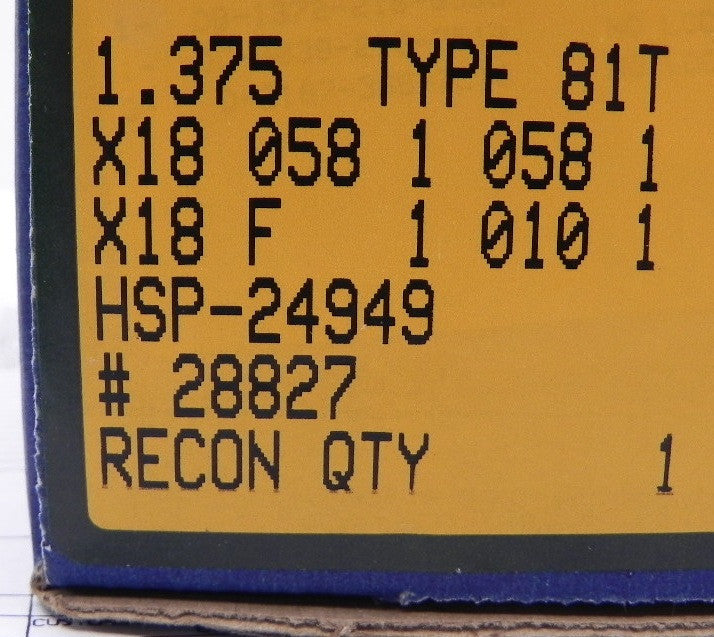 1.375 TYPE 81T
X18 058 1 058 1
X18 F 1 010 1
HSP-24949
# 28827
RECON QTY 1